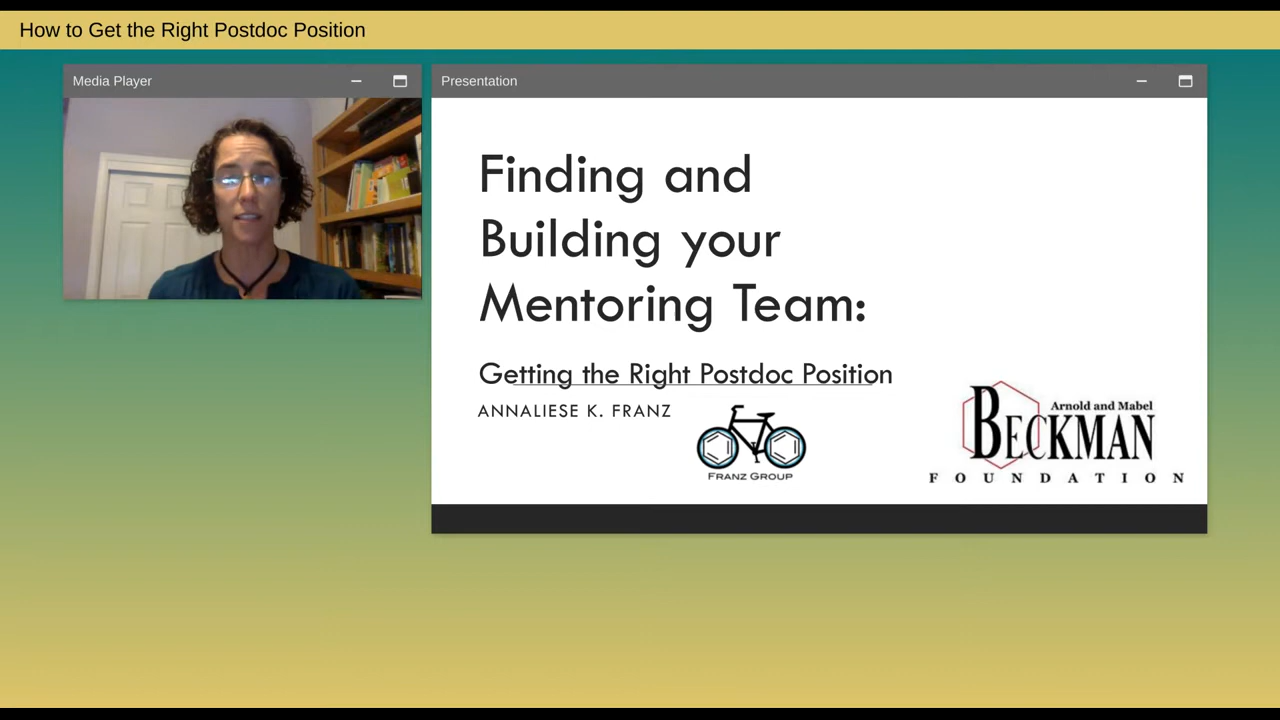 How to Get the Right Postdoc Position
Media Player
Presentation
Finding and
Building your
Mentoring Team:
Getting the Right Postdoc Position
ANNALIESE K. FRANZ
FRANZ GROUP
Arnold and Mabel
BECKMAN
FOUNDATION